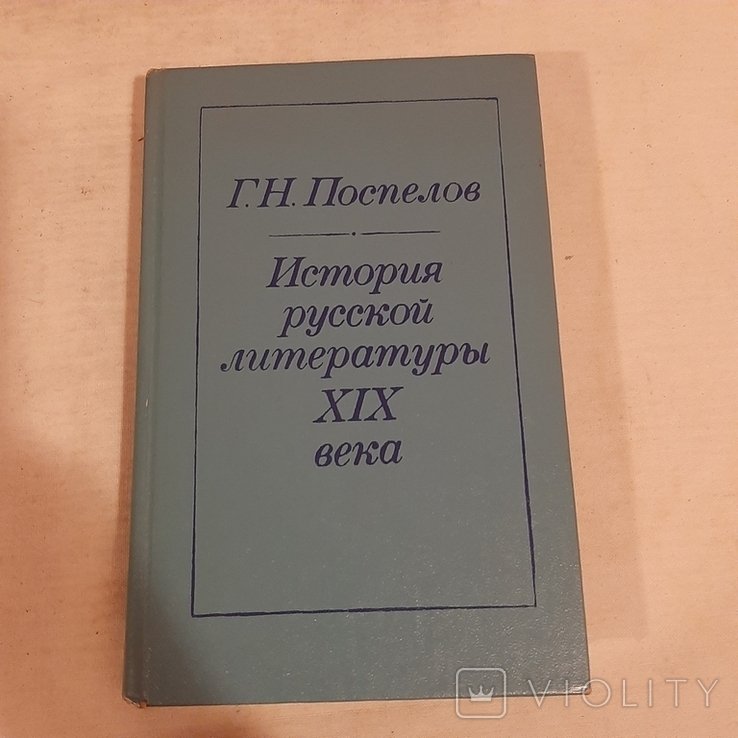 Г.Н. Поспелов
История
русской
литературы
XIX
века
VIOLITY